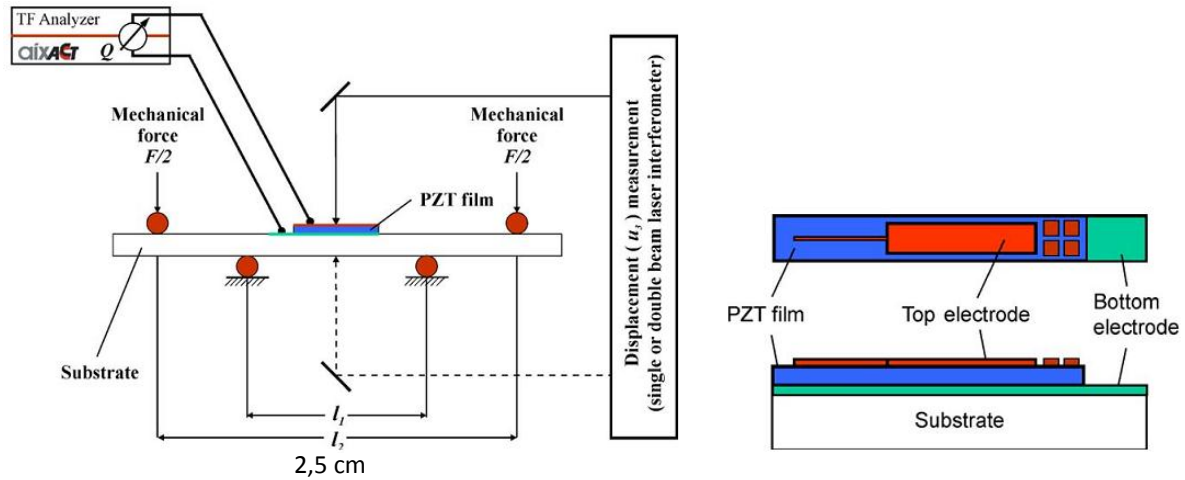 TF Analyzer
aixACT Q
Mechanical
force
F/2
Mechanical
force
F/2
PZT film
Substrate
l₁
l₂
2,5 cm
Displacement (u₃) measurement
(single or double beam laser interferometer)
PZT film
Top electrode
Bottom
electrode
Substrate